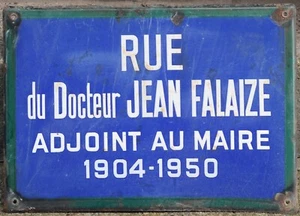 RUE
du Docteur JEAN FALAIZE
ADJOINT AU MAIRE
1904-1950